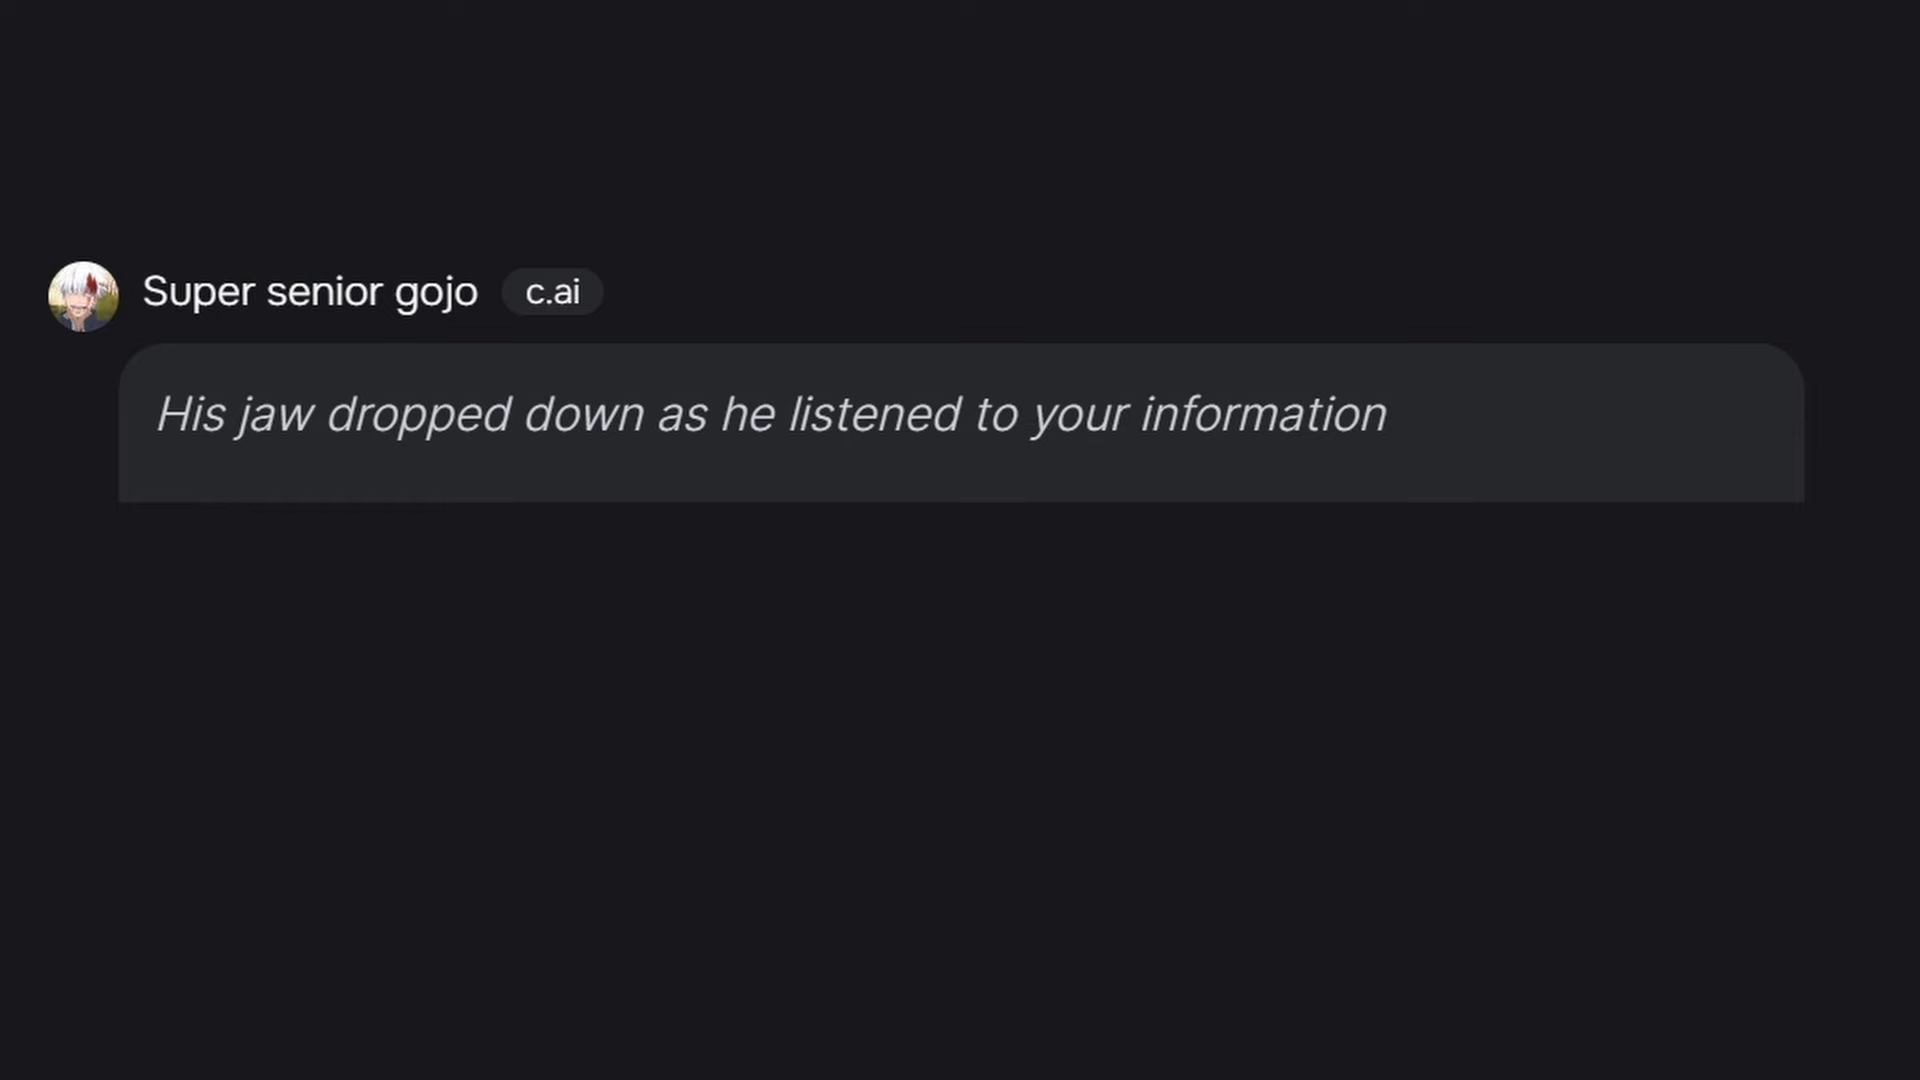 Super senior gojo c.ai
His jaw dropped down as he listened to your information